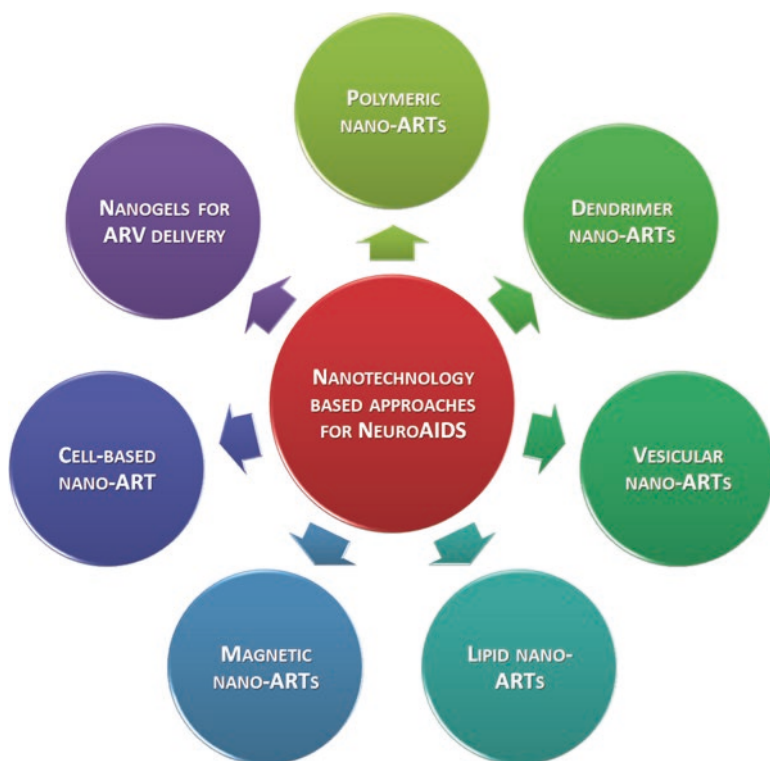 POLYMERIC
NANO-ARTS
DENDRIMER
NANO-ARTS
VESICULAR
NANO-ARTS
LIPID NANO-
ARTS
MAGNETIC
NANO-ARTS
CELL-BASED
NANO-ART
NANOGELS FOR
ARV DELIVERY
NANOTECHNOLOGY
BASED APPROACHES
FOR NEUROAIDS